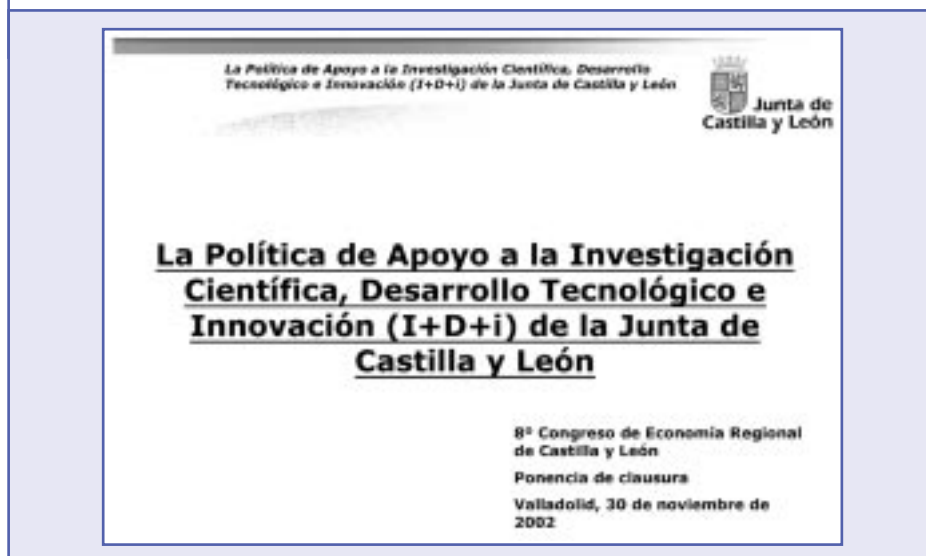 La Política de Apoyo a la Investigación Científica, Desarrollo
Tecnológico e Innovación (I+D+i) de la Junta de Castilla y León
Junta de
Castilla y León
La Política de Apoyo a la Investigación
Científica, Desarrollo Tecnológico e
Innovación (I+D+i) de la Junta de
Castilla y León
8º Congreso de Economía Regional
de Castilla y León
Ponencia de clausura
Valladolid, 30 de noviembre de
2002